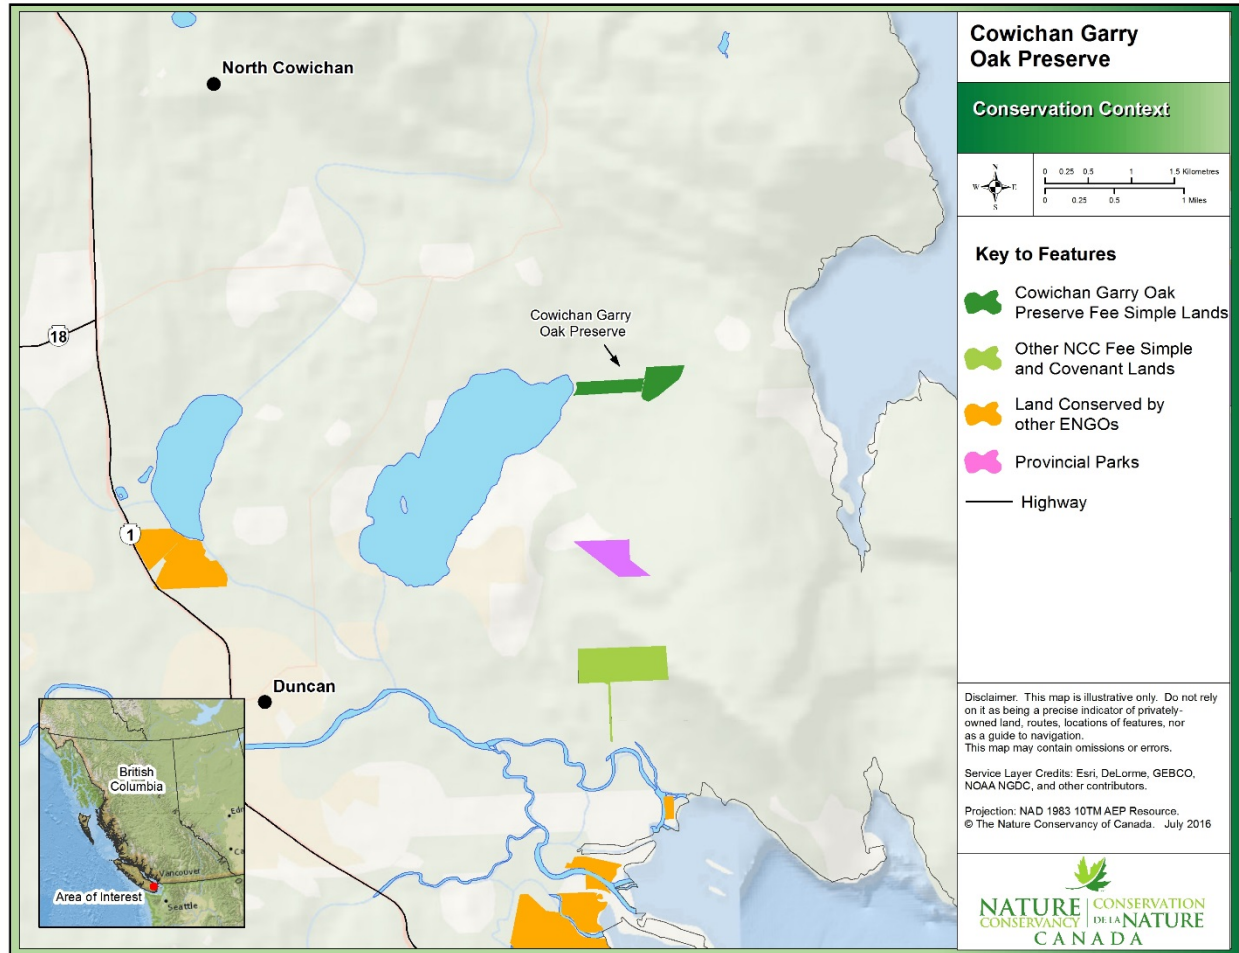 Cowichan Garry
Oak Preserve
Conservation Context
N
W
E
S
0 0.25 0.5 1 1.5 Kilometres
0 0.25 0.5 1 Miles
Key to Features
Cowichan Garry Oak
Preserve Fee Simple Lands
Other NCC Fee Simple
and Covenant Lands
Land Conserved by
other ENGOs
Provincial Parks
Highway
Disclaimer. This map is illustrative only. Do not rely
on it as being a precise indicator of privately-
owned land, routes, locations of features, nor
as a guide to navigation.
This map may contain omissions or errors.
Service Layer Credits: Esri, DeLorme, GEBCO,
NOAA NGDC, and other contributors.
Projection: NAD 1983 10TM AEP Resource.
© The Nature Conservancy of Canada. July 2016
NATURE
CONSERVANCY
CONSERVATION
DE LA NATURE
CANADA
North Cowichan
18
Cowichan Garry
Oak Preserve
1
Duncan
British
Columbia
Vancouver
Area of Interest
Seattle